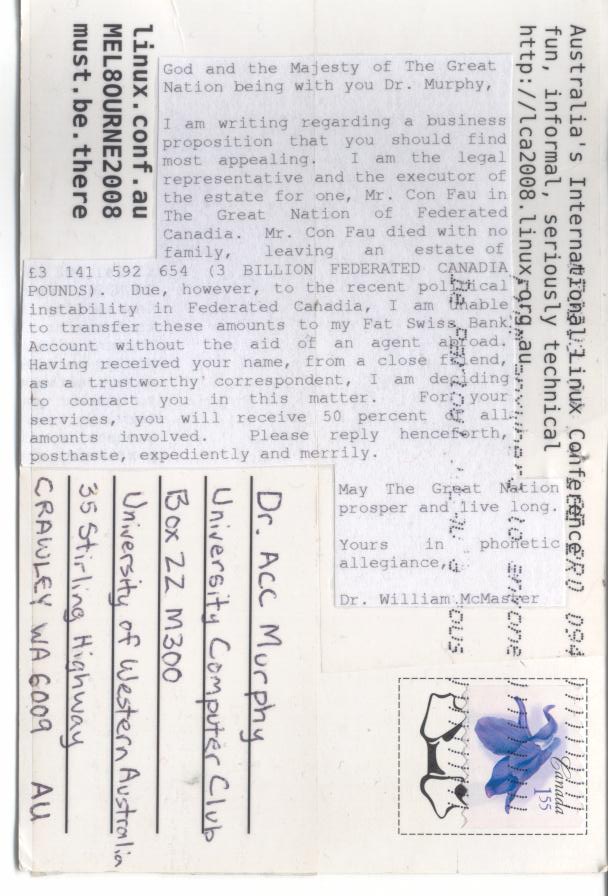 Australia's International Linux Conference
fun, informal, seriously technical
http://lca2008.linux.org.au
linux.conf.au
MEL8OURNE2008
must.be.there
God and the Majesty of The Great
Nation being with you Dr. Murphy,
I am writing regarding a business
proposition that you should find
most appealing. I am the legal
representative and the executor of
the estate for one, Mr. Con Fau in
The Great Nation of Federated
Canadia. Mr. Con Fau died with no
family, leaving an estate of
£3 141 592 654 (3 BILLION FEDERATED CANADIA
POUNDS). Due, however, to the recent political
instability in Federated Canadia, I am unable
to transfer these amounts to my Fat Swiss Bank
Account without the aid of an agent abroad.
Having received your name, from a close friend,
as a trustworthy correspondent, I am deciding
to contact you in this matter. For your
services, you will receive 50 percent of all
amounts involved. Please reply henceforth,
posthaste, expediently and merrily.
May The Great Nation
prosper and live long.
Yours in phonetic
allegiance,
Dr. William McMaster
Dr. ACC Murphy
University Computer Club
Box 22 M300
University of Western Australia
35 Stirling Highway
CRAWLEY WA 6009 AU
Canada
155